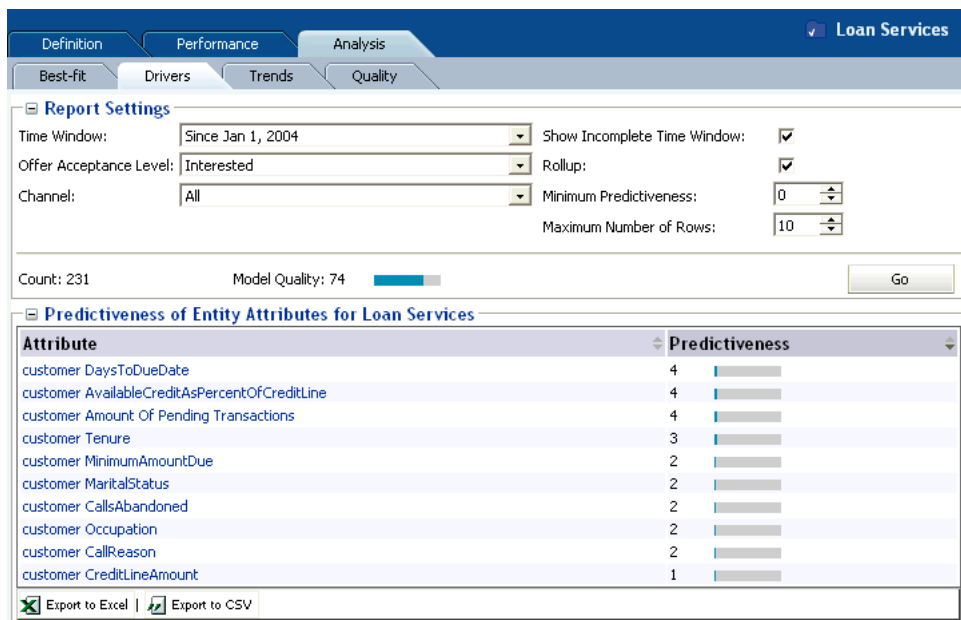 Loan Services
Definition Performance Analysis
Best-fit Drivers Trends Quality
Report Settings
Time Window: Since Jan 1, 2004 Show Incomplete Time Window:
Offer Acceptance Level: Interested Rollup:
Channel: All Minimum Predictiveness: 0
Maximum Number of Rows: 10
Count: 231 Model Quality: 74 Go
Predictiveness of Entity Attributes for Loan Services
Attribute Predictiveness
customer DaysToDueDate 4
customer AvailableCreditAsPercentOfCreditLine 4
customer Amount Of Pending Transactions 4
customer Tenure 3
customer MinimumAmountDue 2
customer MaritalStatus 2
customer CallsAbandoned 2
customer Occupation 2
customer CallReason 2
customer CreditLineAmount 1
Export to Excel | Export to CSV